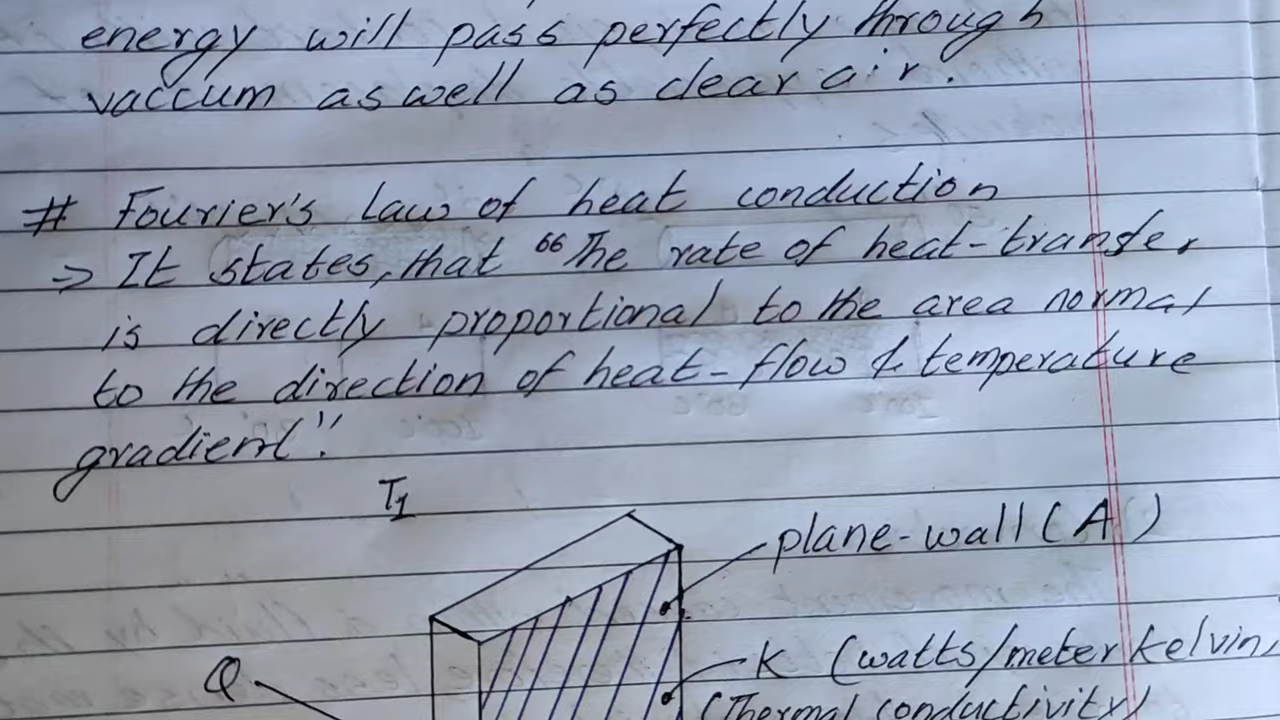 energy will pass perfectly through
vaccum as well as clear air.
# Fourier's Law of heat conduction
⇒ It states, that "The rate of heat-transfer
is directly proportional to the area normal
to the direction of heat-flow & temperature
gradient".
T1
plane-wall (A)
K (watts/meter kelvin)
Q
(Thermal conductivity)